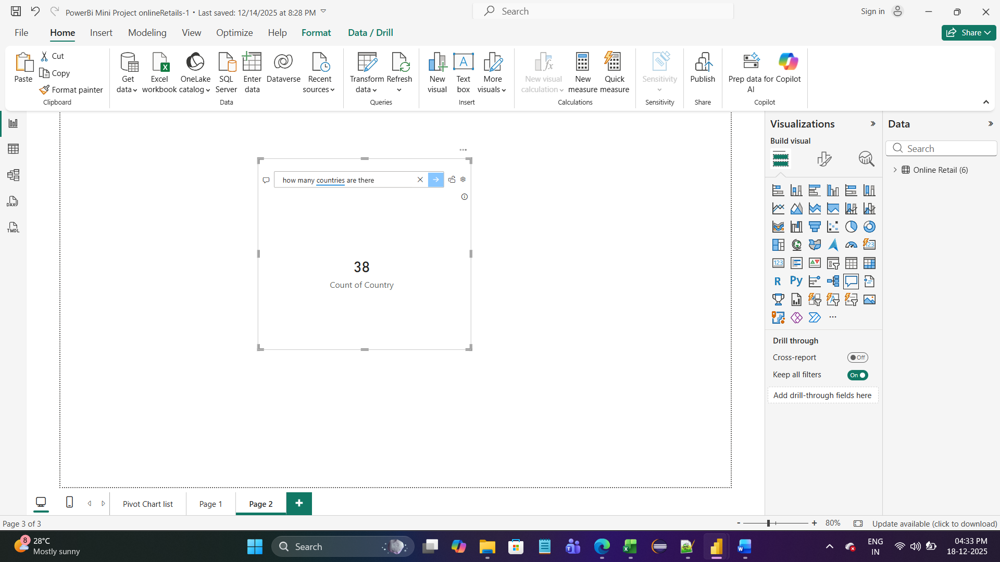 PowerBi Mini Project onlineRetails-1 • Last saved: 12/14/2025 at 8:28 PM
Search
Sign in
File
Home
Insert
Modeling
View
Optimize
Help
Format
Data / Drill
Share
Paste
Cut
Copy
Format painter
Clipboard
Get data
Excel workbook
OneLake catalog
SQL Server
Enter data
Dataverse
Recent sources
Data
Transform data
Refresh
Queries
New visual
Text box
More visuals
Insert
New visual calculation
New measure
Quick measure
Calculations
Sensitivity
Sensitivity
Publish
Share
Prep data for AI
Copilot
Copilot
DAX
TMDL
how many countries are there
38
Count of Country
Visualizations
Build visual
123
123
R
Py
Drill through
Cross-report
Off
Keep all filters
On
Add drill-through fields here
Data
Search
Online Retail (6)
Pivot Chart list
Page 1
Page 2
Page 3 of 3
80%
Update available (click to download)
8
28°C
Mostly sunny
Search
ENG
IN
04:33 PM
18-12-2025